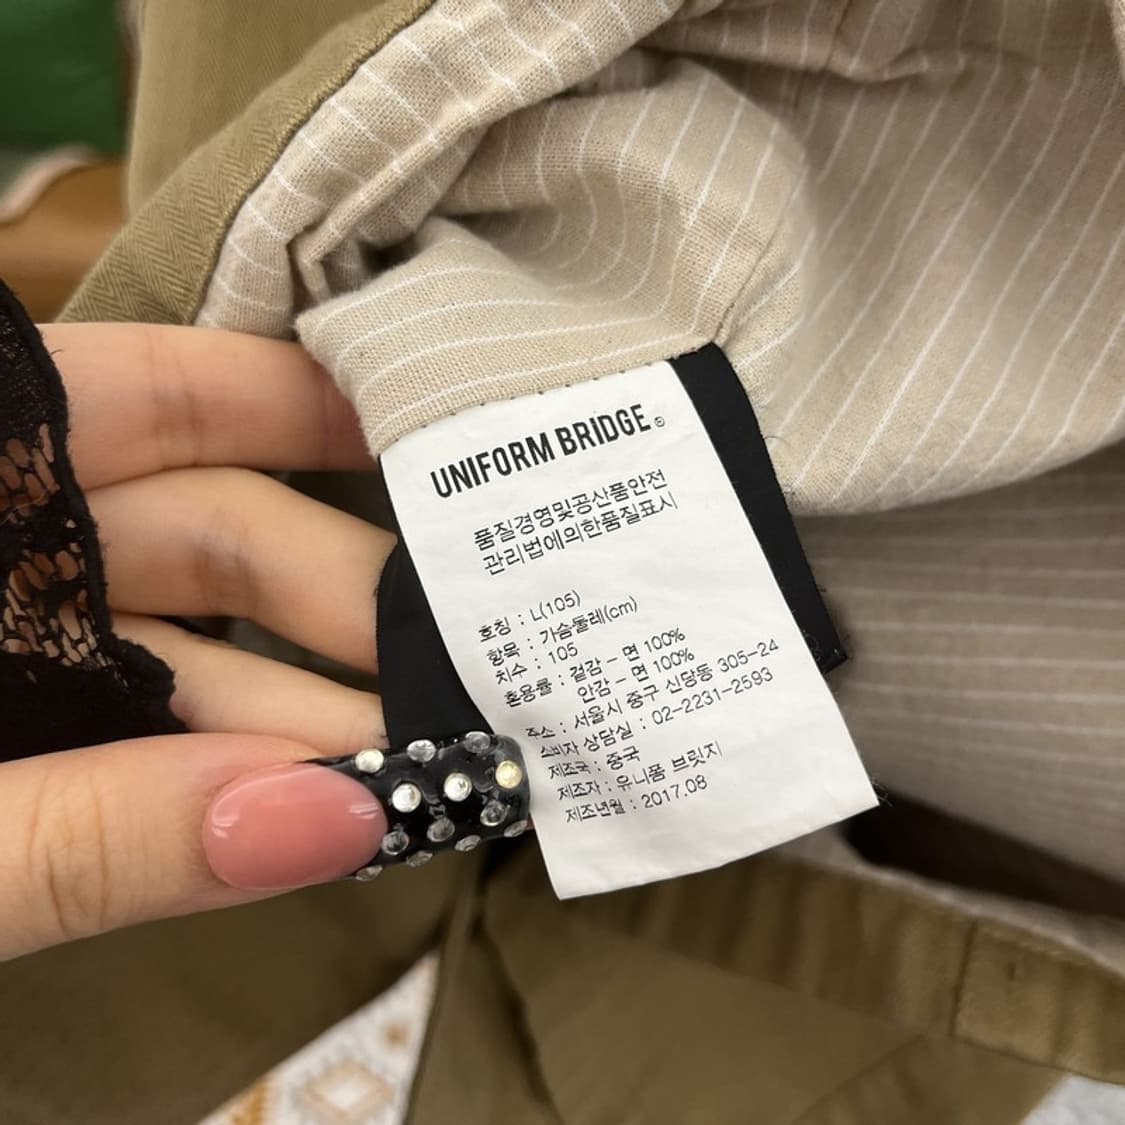 UNIFORM BRIDGE®
품질경영및공산품안전
관리법에의한품질표시
호칭 : L(105)
항목 : 가슴둘레(cm)
치수 : 105
혼용률 : 겉감 - 면 100%
안감 - 면 100%
주소 : 서울시 중구 신당동 305-24
소비자 상담실 : 02-2231-2593
제조국 : 중국
제조자 : 유니폼 브릿지
제조년월 : 2017.08